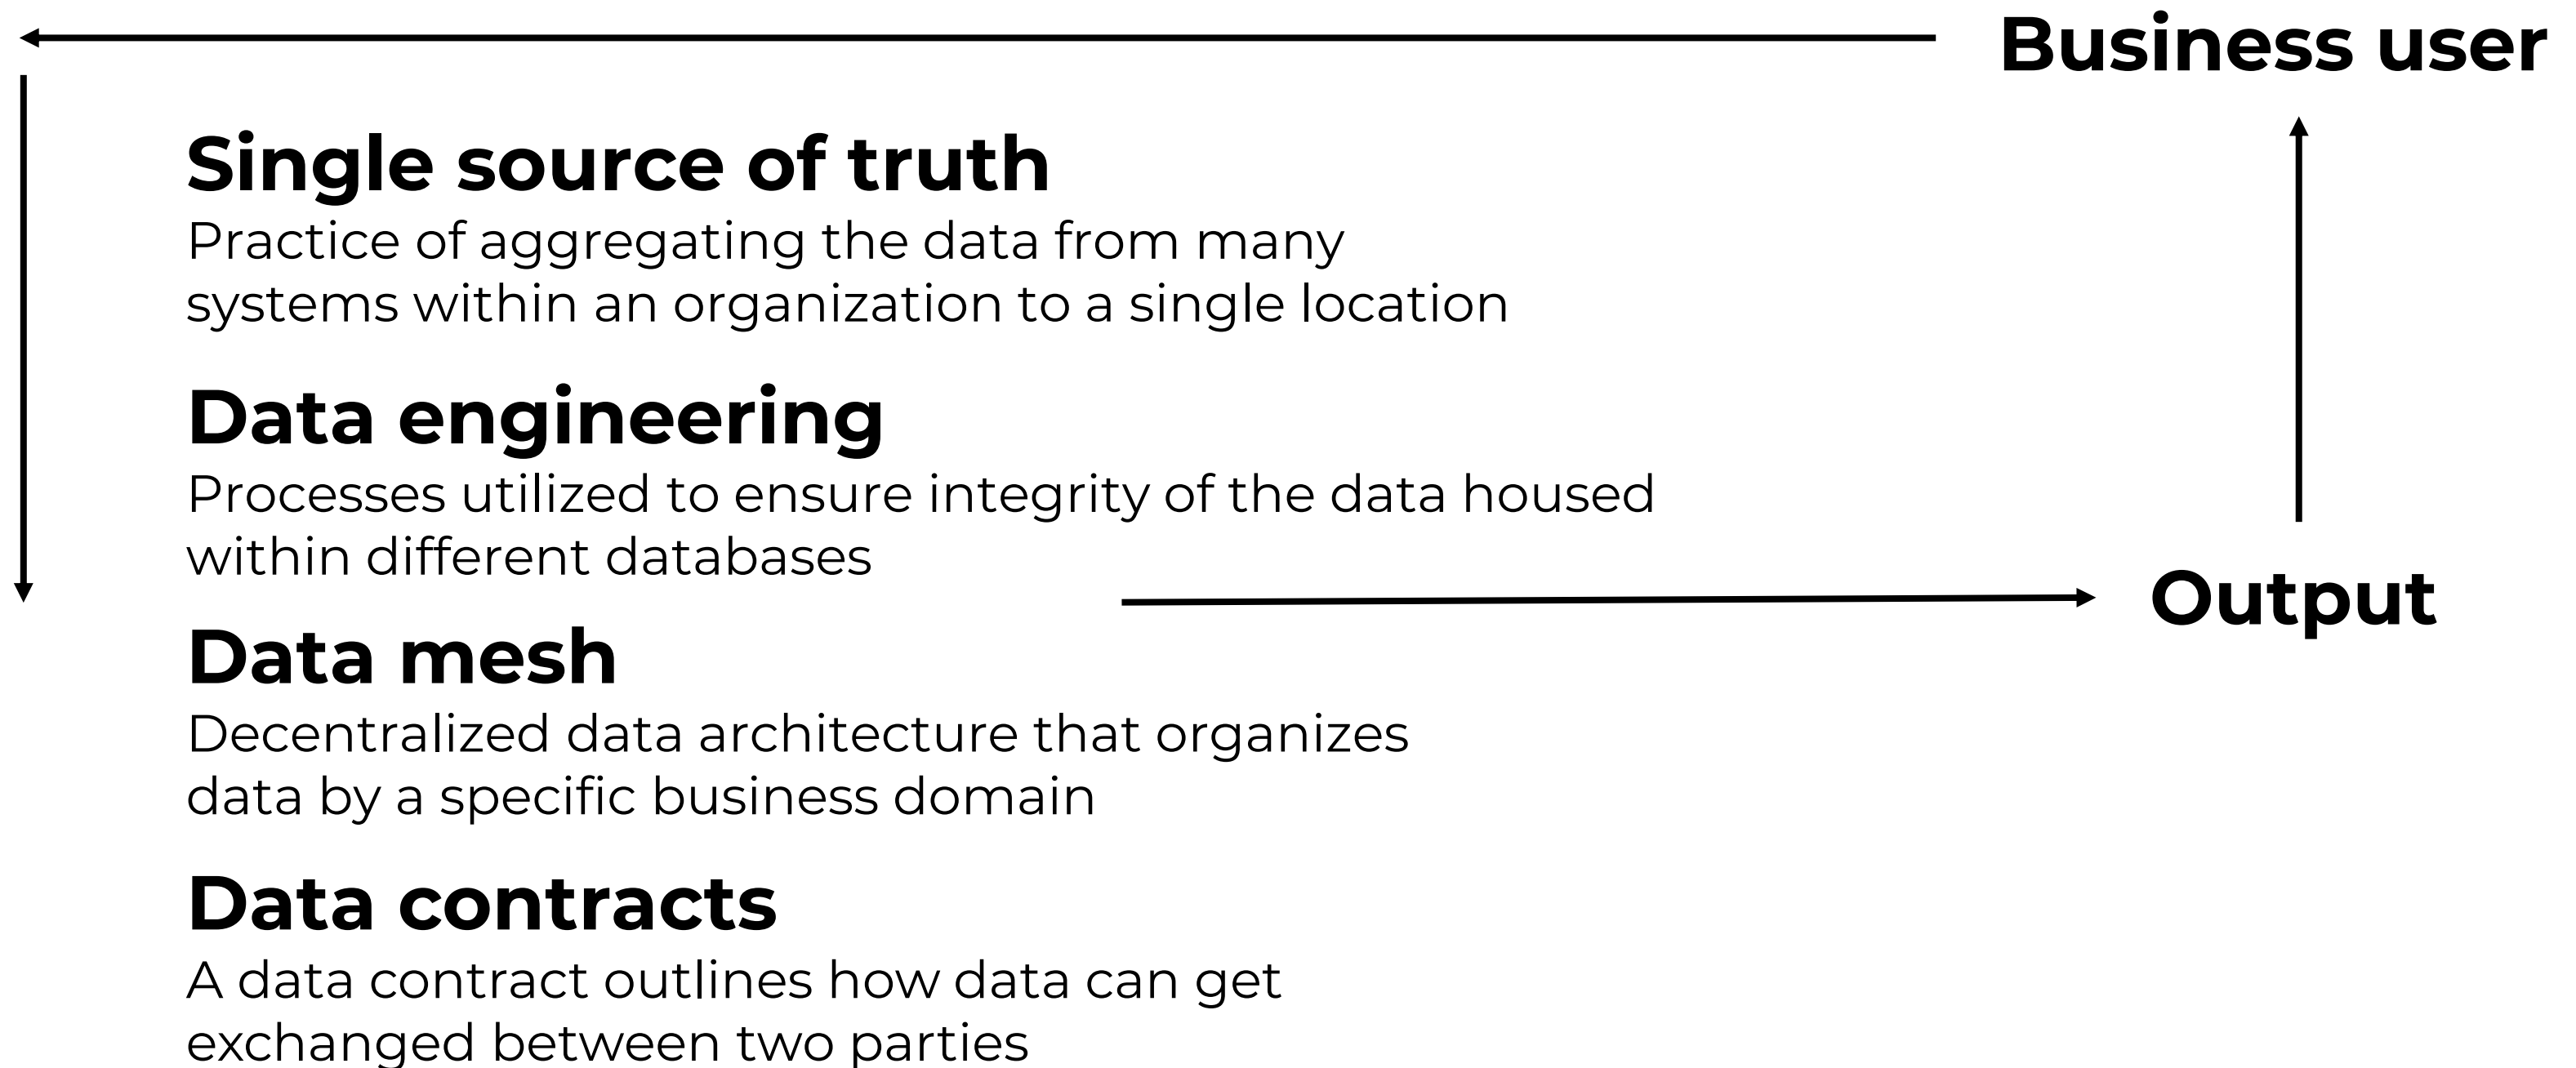 Business user
Single source of truth
Practice of aggregating the data from many
systems within an organization to a single location
Data engineering
Processes utilized to ensure integrity of the data housed
within different databases
Output
Data mesh
Decentralized data architecture that organizes
data by a specific business domain
Data contracts
A data contract outlines how data can get
exchanged between two parties